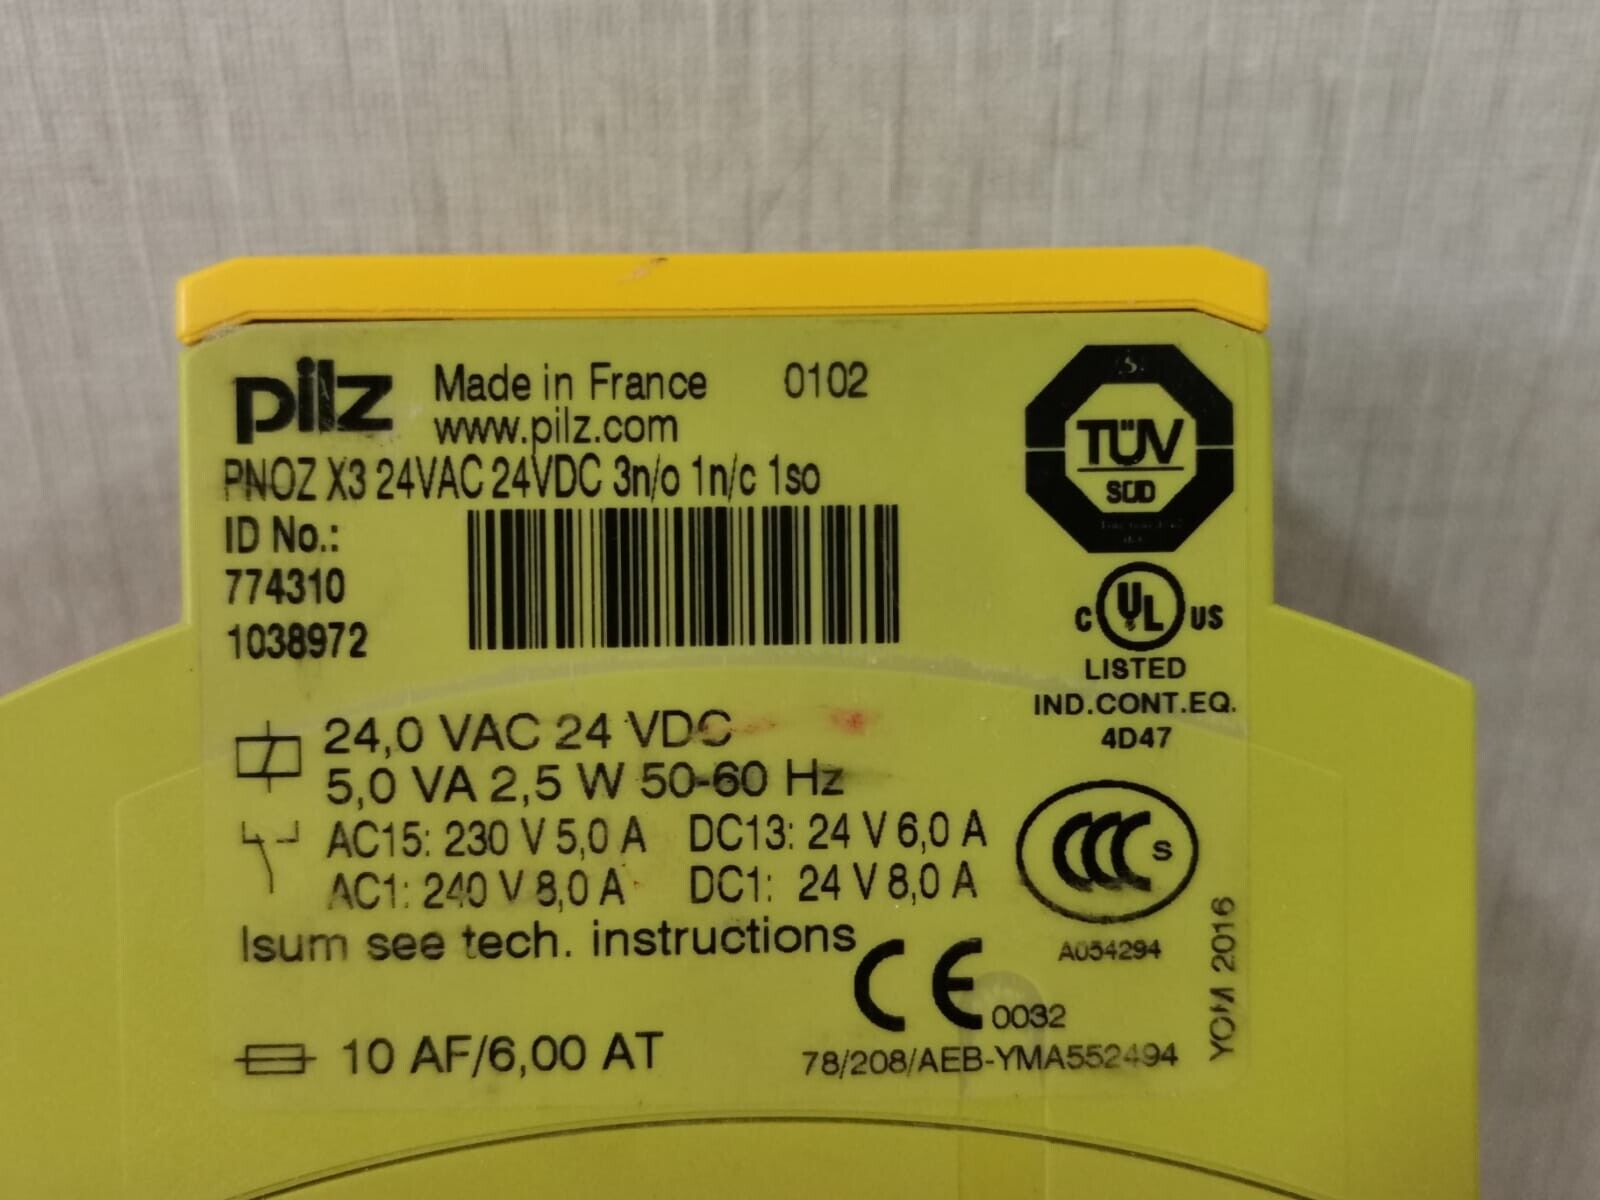 pilz Made in France 0102
www.pilz.com
PNOZ X3 24VAC 24VDC 3n/o 1n/c 1so
ID No.:
774310
1038972
24,0 VAC 24 VDC
5,0 VA 2,5 W 50-60 Hz
AC15: 230 V 5,0 A DC13: 24 V 6,0 A
AC1: 240 V 8,0 A DC1: 24 V 8,0 A
Isum see tech. instructions
10 AF/6,00 AT
TÜV
SÜD
C UL US
LISTED
IND.CONT.EQ.
4D47
CCC S
A054294
CE 0032
78/208/AEB-YMA552494
YOM 2016